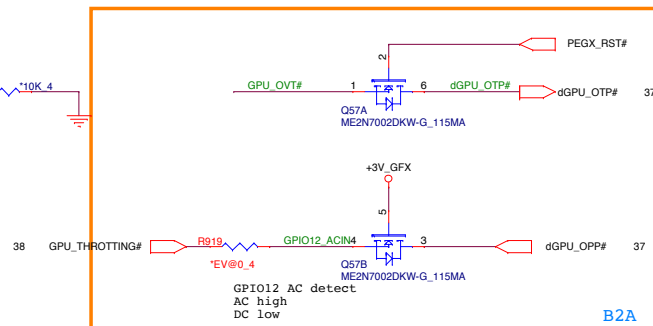 PEGX_RST#
2
*10K_4
GPU_OVT# 1 6 dGPU_OTP# dGPU_OTP# 37
Q57A
ME2N7002DKW-G_115MA
+3V_GFX
5
38 GPU_THROTTING# R919 GPIO12_ACIN 4 3 dGPU_OPP# 37
*EV@0_4
Q57B
ME2N7002DKW-G_115MA
GPIO12 AC detect
AC high
DC low
B2A